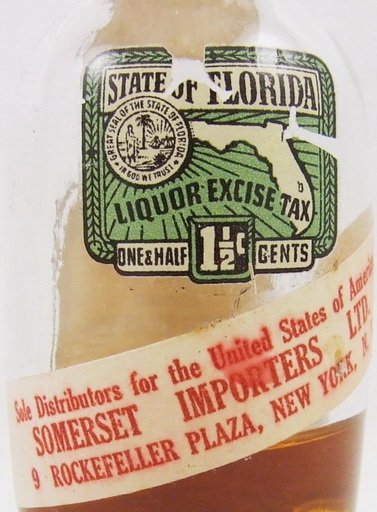 STATE OF FLORIDA
GREAT SEAL OF THE STATE OF FLORIDA
IN GOD WE TRUST
LIQUOR EXCISE TAX
ONE & HALF 1½¢ CENTS
Sole Distributors for the United States of America
SOMERSET IMPORTERS LTD.
9 ROCKEFELLER PLAZA, NEW YORK, N.